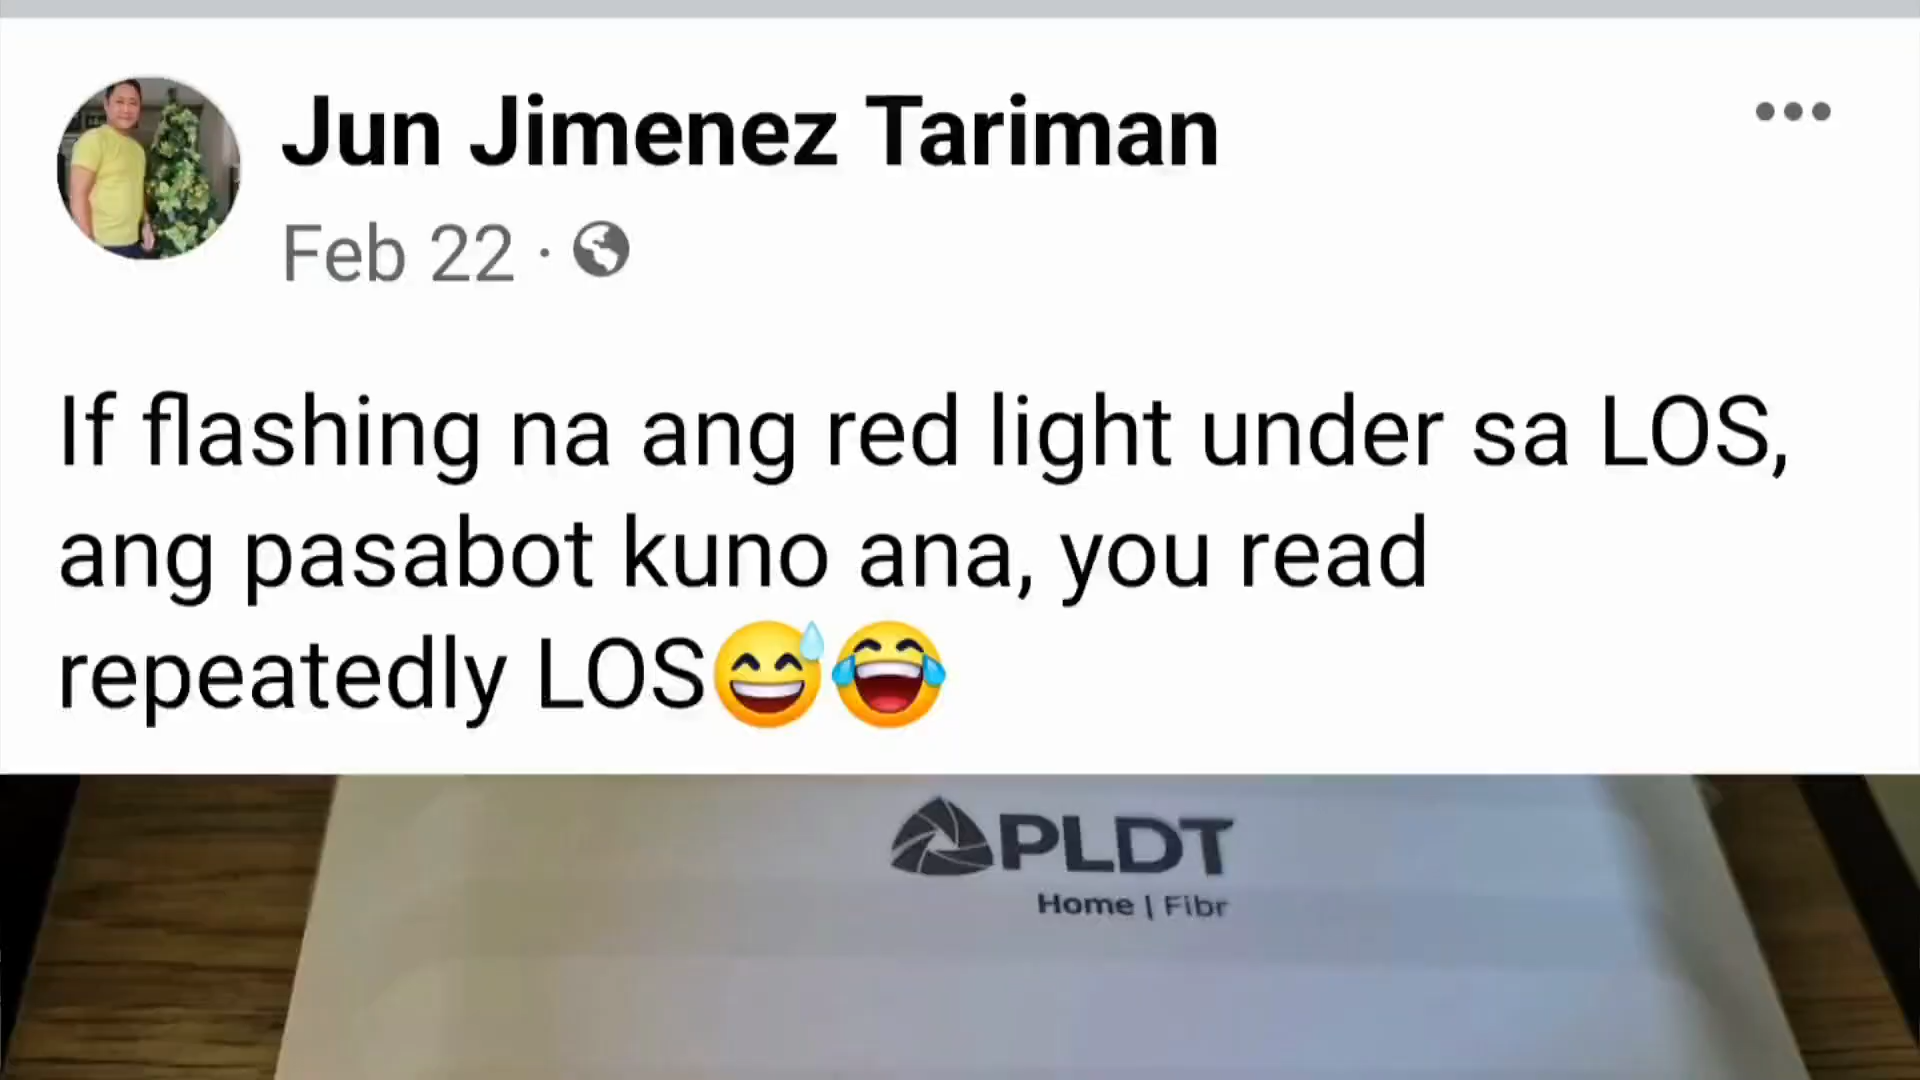 Jun Jimenez Tariman
Feb 22 ·
If flashing na ang red light under sa LOS,
ang pasabot kuno ana, you read
repeatedly LOS😅😂
PLDT
Home | Fibr